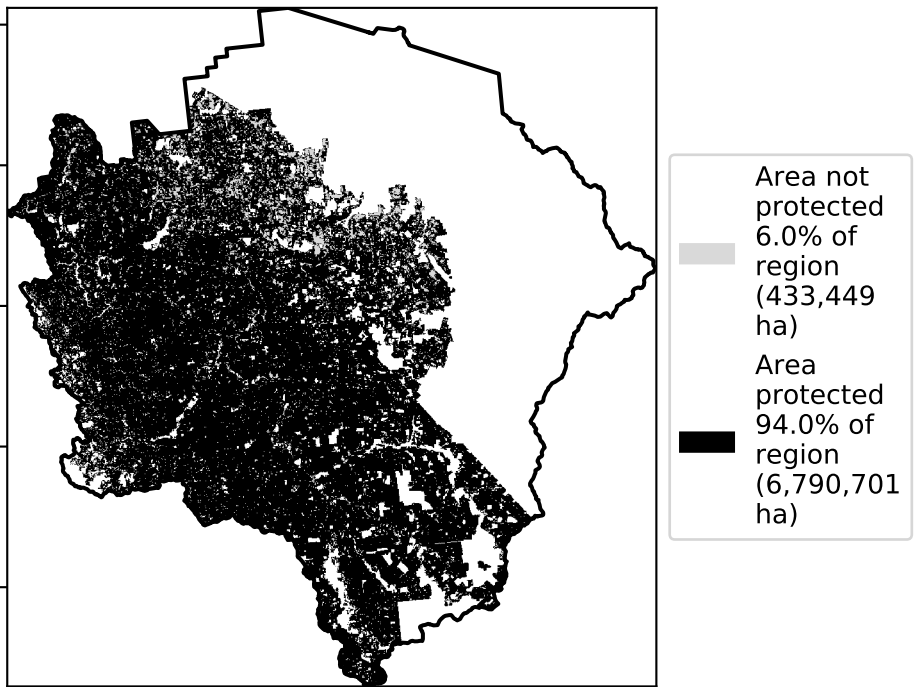 Area not
protected
6.0% of
region
(433,449
ha)
Area
protected
94.0% of
region
(6,790,701
ha)